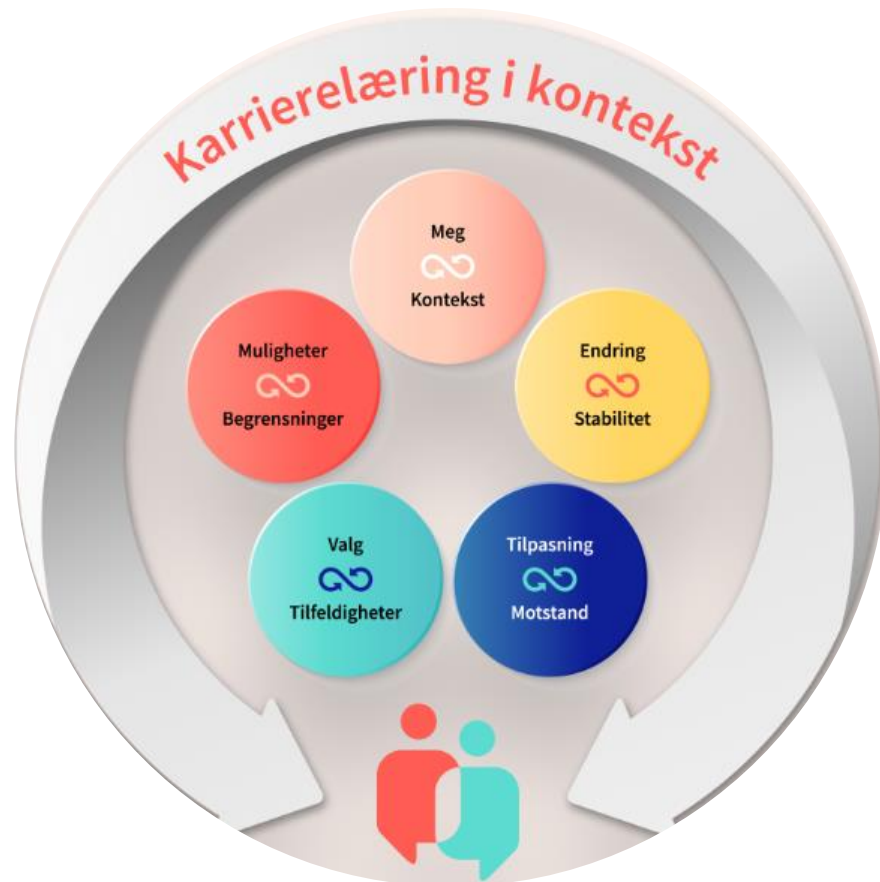 Karrierelæring i kontekst
Meg
Kontekst
Muligheter
Begrensninger
Endring
Stabilitet
Valg
Tilfeldigheter
Tilpasning
Motstand